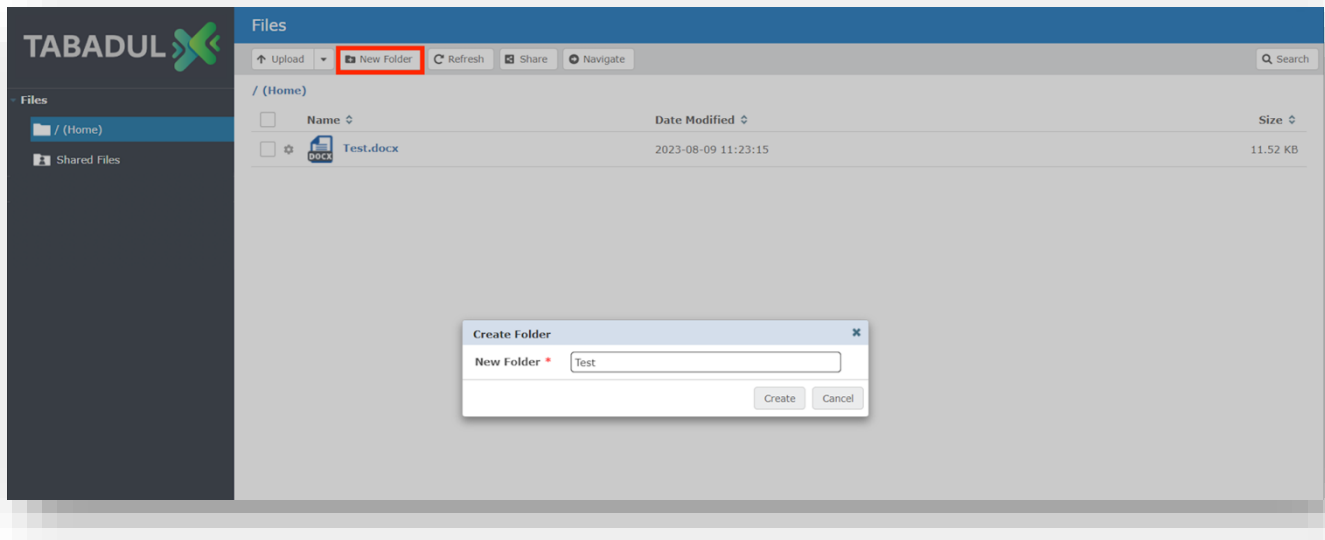 TABADUL
Files
Upload New Folder Refresh Share Navigate Search
Files
/ (Home)
Shared Files
/ (Home)
Name Date Modified Size
DOCX Test.docx 2023-08-09 11:23:15 11.52 KB
Create Folder
New Folder * Test
Create Cancel